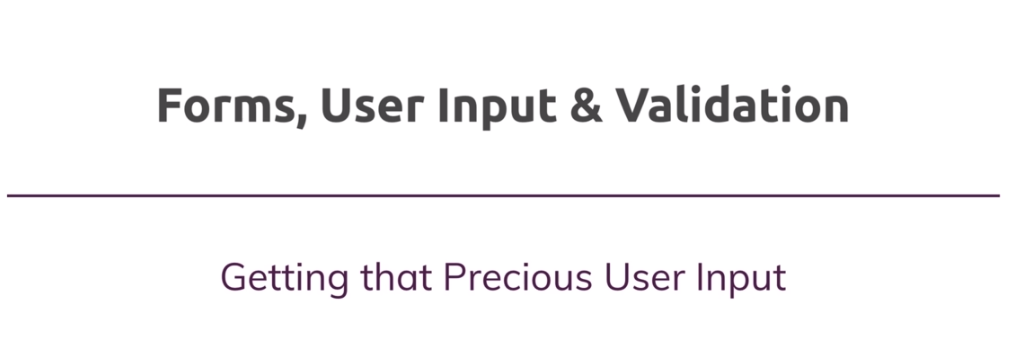 Forms, User Input & Validation
Getting that Precious User Input